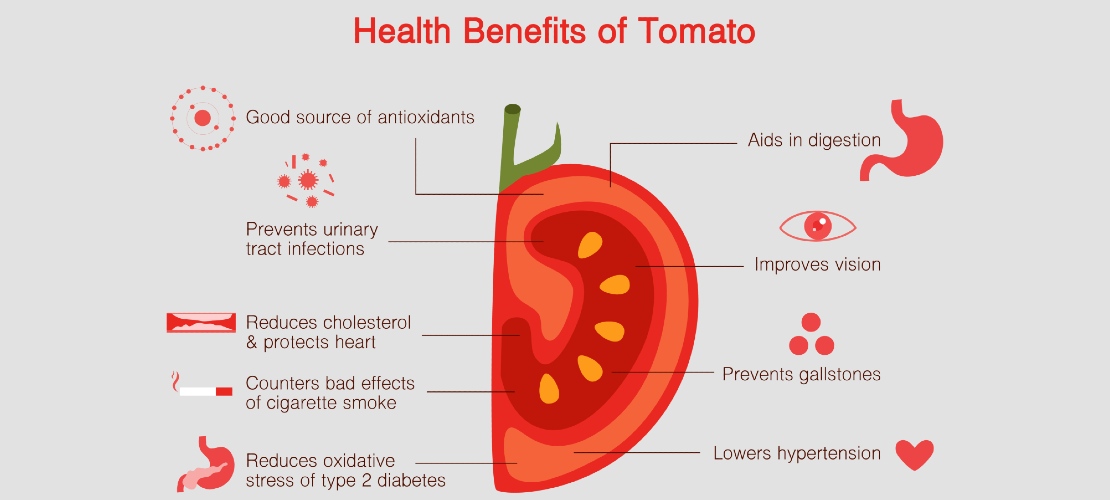 Health Benefits of Tomato
Good source of antioxidants
Prevents urinary
tract infections
Reduces cholesterol
& protects heart
Counters bad effects
of cigarette smoke
Reduces oxidative
stress of type 2 diabetes
Aids in digestion
Improves vision
Prevents gallstones
Lowers hypertension